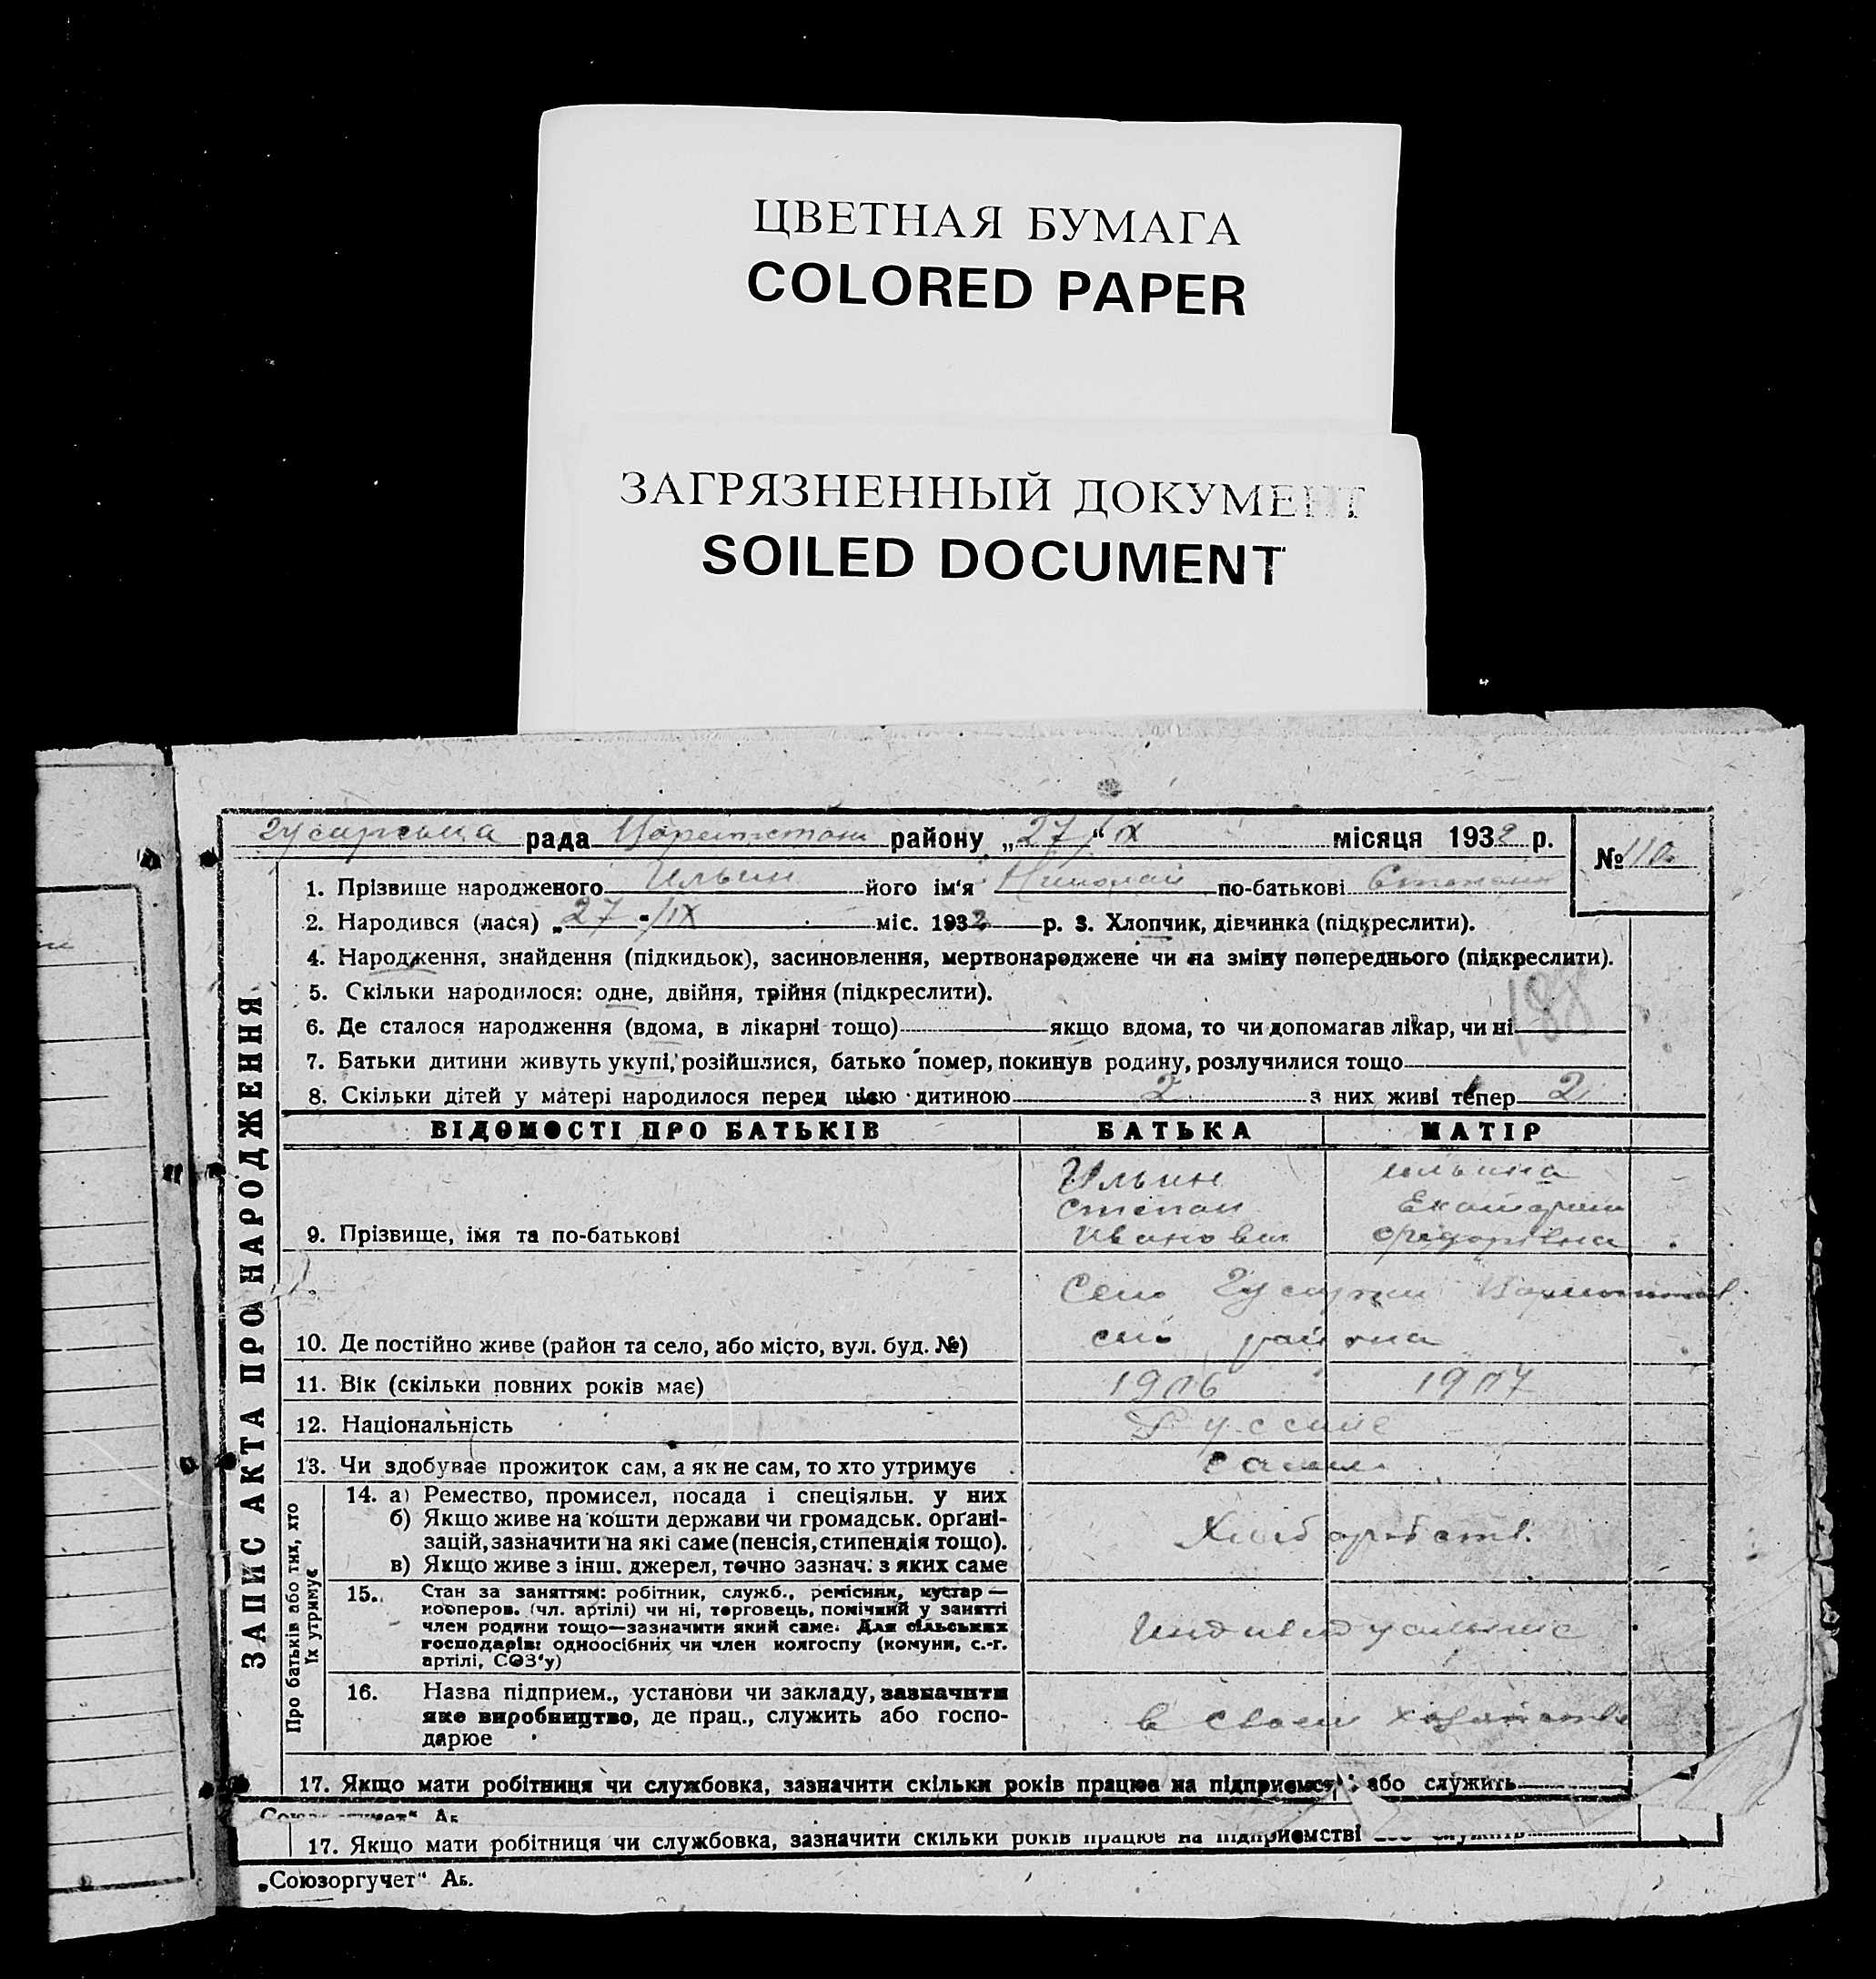 ЦВЕТНАЯ БУМАГА
COLORED PAPER
ЗАГРЯЗНЕННЫЙ ДОКУМЕНТ
SOILED DOCUMENT
рада району „27“ IX місяця 1932 р.
№ 110
1. Прізвище народженого Ильин його ім'я Николай по-батькові
2. Народився (лася) „27-IX міс. 1932 р. 3. Хлопчик, дівчинка (підкреслити).
4. Народження, знайдення (підкидьок), засиновлення, мертвонароджене чи на зміну попереднього (підкреслити).
5. Скільки народилося: одне, двійня, трійня (підкреслити).
188
6. Де сталося народження (вдома, в лікарні тощо) якщо вдома, то чи допомагав лікар, чи ні
7. Батьки дитини живуть укупі, розійшлися, батько помер, покинув родину, розлучилися тощо
8. Скільки дітей у матері народилося перед цією дитиною 2 з них живі тепер 2
ЗАПИС АКТА ПРО НАРОДЖЕННЯ
ВІДОМОСТІ ПРО БАТЬКІВ БАТЬКА МАТІР
Ильин Ильина
Степан
9. Прізвище, імя та по-батькові
Село
10. Де постійно живе (район та село, або місто, вул. буд. №) района
11. Вік (скільки повних років має) 1906 1907
12. Національність Русские
13. Чи здобуває прожиток сам, а як не сам, то хто утримує сами
Про батьків або тих, хто
їх утримує
14. а) Ремество, промисел, посада і спеціяльн. у них
б) Якщо живе на кошти держави чи громадськ. орґані-
зацій, зазначити на які саме (пенсія, стипендія тощо).
в) Якщо живе з інш. джерел, точно зазнач. з яких саме
15. Стан за заняттям: робітник, служб., ремісник, кустар —
кооперов. (чл. артілі) чи ні, торговець, помічний у занятті
член родини тощо—зазначити який саме. Для сільських
господарів: одноосібних чи член колгоспу (комуни, с.-г.
артілі, СОЗ'у)
16. Назва підприєм., установи чи закладу, зазначити
яке виробництво, де прац., служить або госпо-
дарює
в своем хозяйстве
17. Якщо мати робітниця чи службовка, зазначити скільки років працює на підприємст або служить
17. Якщо мати робітниця чи службовка, зазначити скільки років працює на підприємстві
„Союзоргучет“ Аб.